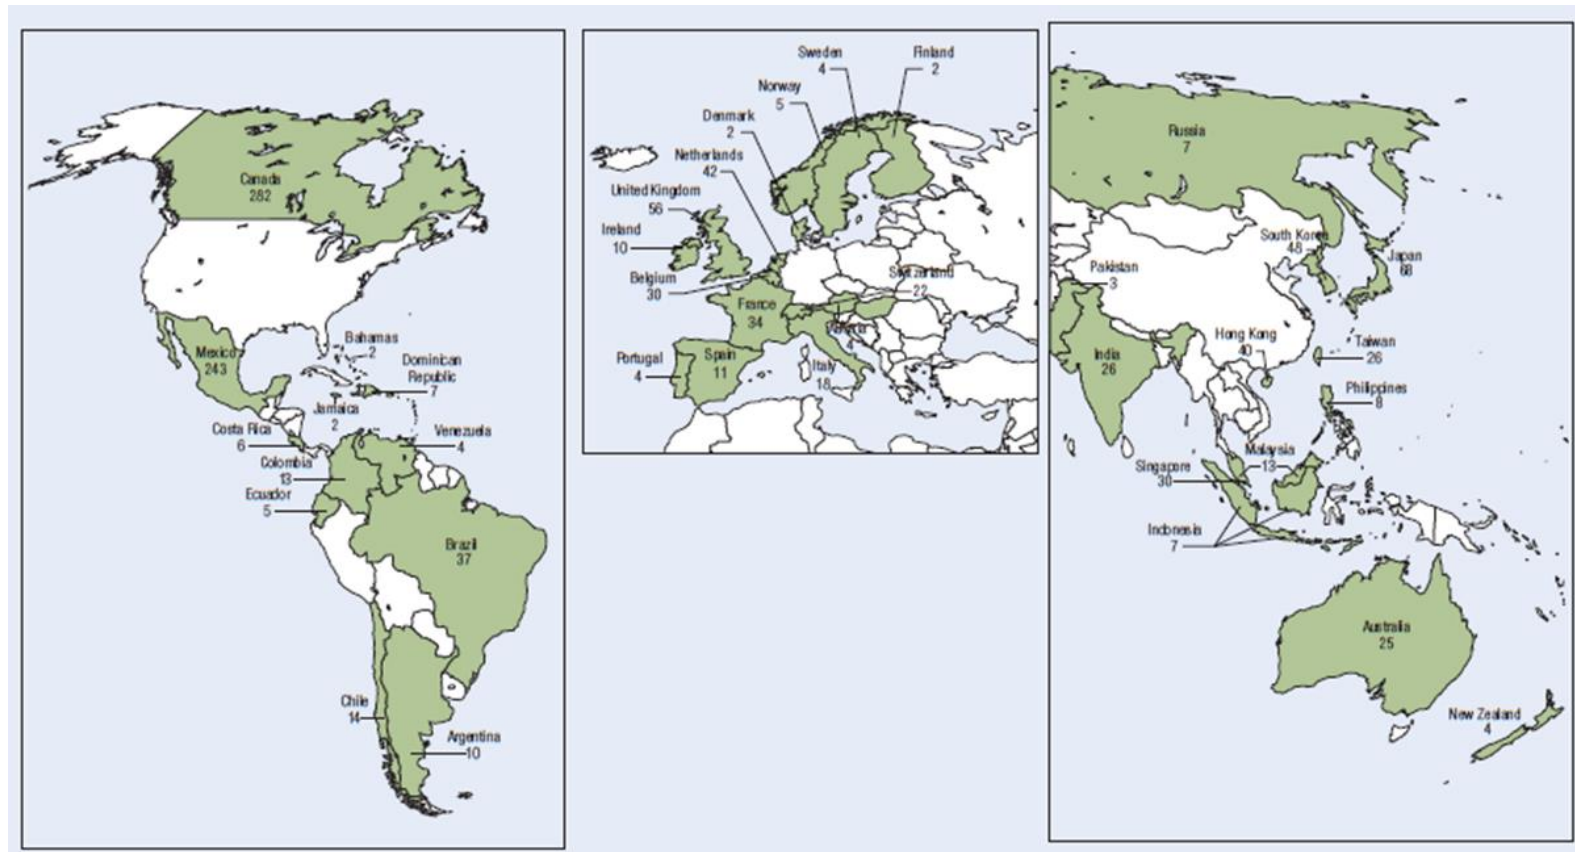 Canada
282
Mexico
243
Bahamas
2
Dominican
Republic
7
Jamaica
2
Costa Rica
6
Venezuela
4
Colombia
13
Ecuador
5
Brazil
37
Chile
14
Argentina
10
Sweden
4
Finland
2
Norway
5
Denmark
2
Netherlands
42
United Kingdom
56
Ireland
10
Belgium
30
Switzerland
22
France
34
Austria
4
Portugal
4
Spain
11
Italy
18
Russia
7
South Korea
48
Japan
68
Pakistan
3
Hong Kong
40
Taiwan
26
India
26
Philippines
8
Malaysia
13
Singapore
30
Indonesia
7
Australia
25
New Zealand
4